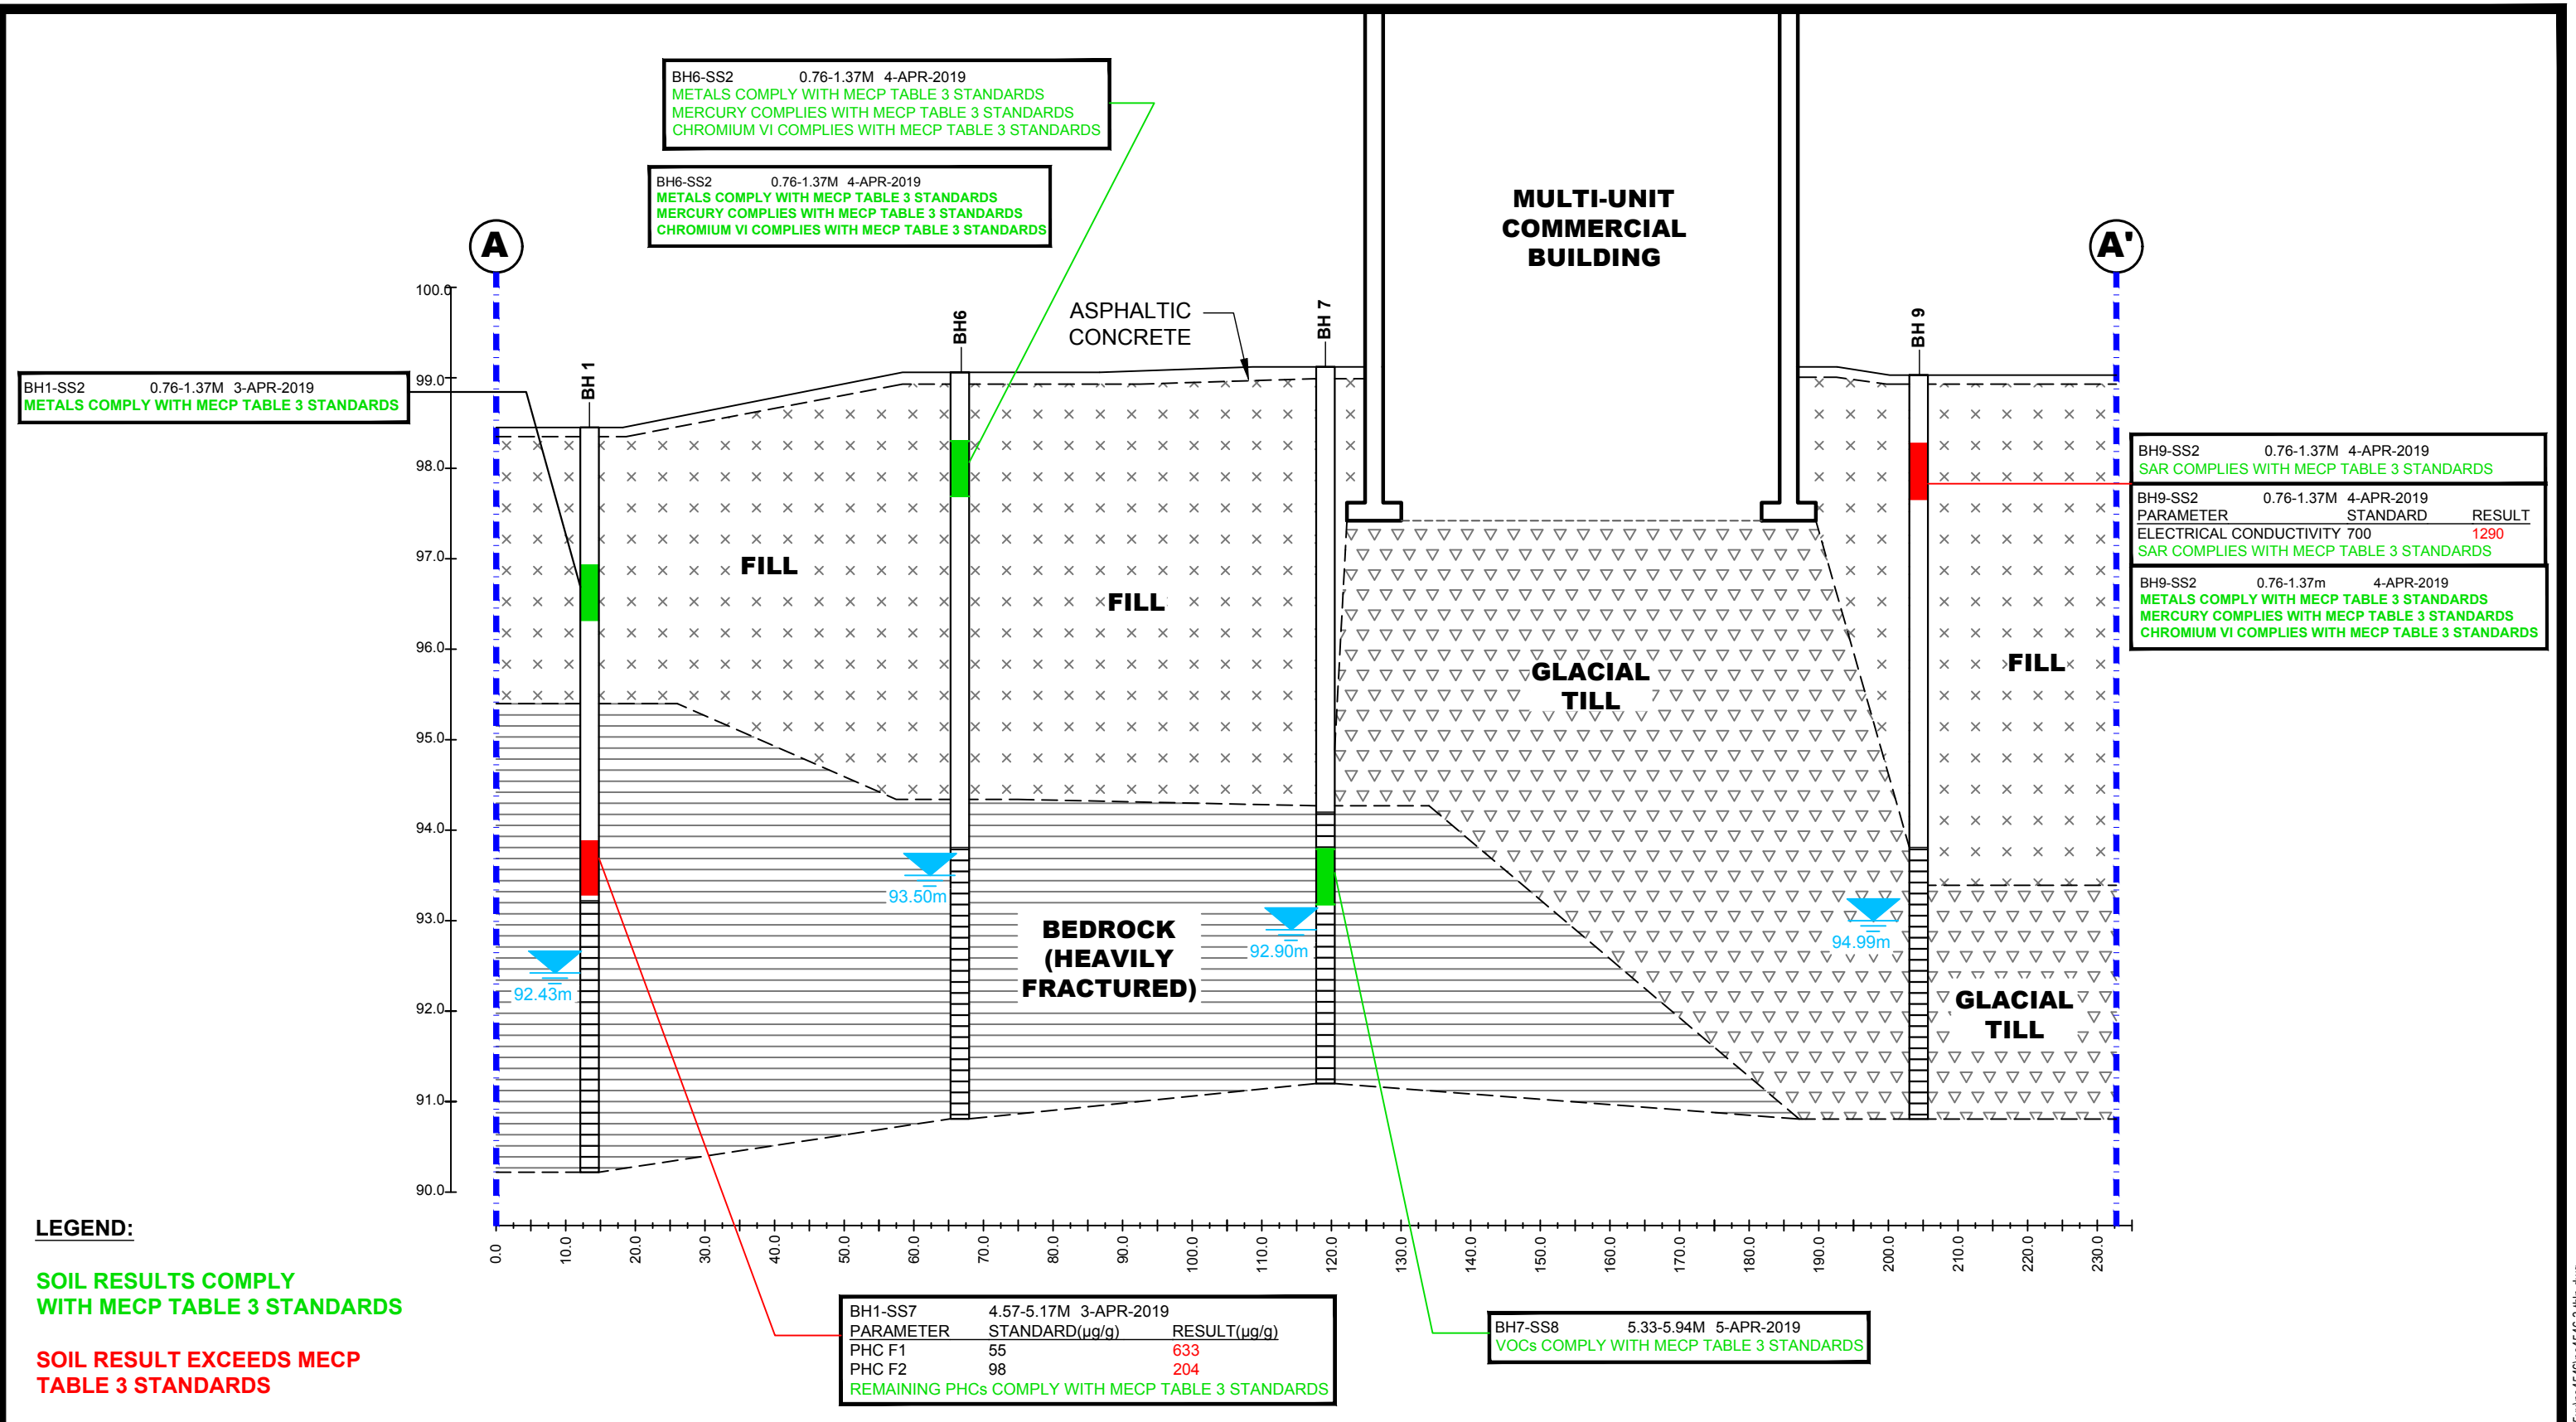 BH6-SS2 0.76-1.37M 4-APR-2019
METALS COMPLY WITH MECP TABLE 3 STANDARDS
MERCURY COMPLIES WITH MECP TABLE 3 STANDARDS
CHROMIUM VI COMPLIES WITH MECP TABLE 3 STANDARDS
BH6-SS2 0.76-1.37M 4-APR-2019
METALS COMPLY WITH MECP TABLE 3 STANDARDS
MERCURY COMPLIES WITH MECP TABLE 3 STANDARDS
CHROMIUM VI COMPLIES WITH MECP TABLE 3 STANDARDS
MULTI-UNIT
COMMERCIAL
BUILDING
A
A'
ASPHALTIC
CONCRETE
BH 1
BH6
BH 7
BH 9
BH1-SS2 0.76-1.37M 3-APR-2019
METALS COMPLY WITH MECP TABLE 3 STANDARDS
100.0
99.0
98.0
97.0
96.0
95.0
94.0
93.0
92.0
91.0
90.0
BH9-SS2 0.76-1.37M 4-APR-2019
SAR COMPLIES WITH MECP TABLE 3 STANDARDS
BH9-SS2 0.76-1.37M 4-APR-2019
PARAMETER STANDARD RESULT
ELECTRICAL CONDUCTIVITY 700 1290
SAR COMPLIES WITH MECP TABLE 3 STANDARDS
BH9-SS2 0.76-1.37m 4-APR-2019
METALS COMPLY WITH MECP TABLE 3 STANDARDS
MERCURY COMPLIES WITH MECP TABLE 3 STANDARDS
CHROMIUM VI COMPLIES WITH MECP TABLE 3 STANDARDS
FILL
FILL
FILL
GLACIAL
TILL
93.50m
92.43m
BEDROCK
(HEAVILY
FRACTURED)
92.90m
94.99m
GLACIAL
TILL
0.0 10.0 20.0 30.0 40.0 50.0 60.0 70.0 80.0 90.0 100.0 110.0 120.0 130.0 140.0 150.0 160.0 170.0 180.0 190.0 200.0 210.0 220.0 230.0
LEGEND:
SOIL RESULTS COMPLY
WITH MECP TABLE 3 STANDARDS
SOIL RESULT EXCEEDS MECP
TABLE 3 STANDARDS
BH1-SS7 4.57-5.17M 3-APR-2019
PARAMETER STANDARD(µg/g) RESULT(µg/g)
PHC F1 55 633
PHC F2 98 204
REMAINING PHCs COMPLY WITH MECP TABLE 3 STANDARDS
BH7-SS8 5.33-5.94M 5-APR-2019
VOCs COMPLY WITH MECP TABLE 3 STANDARDS